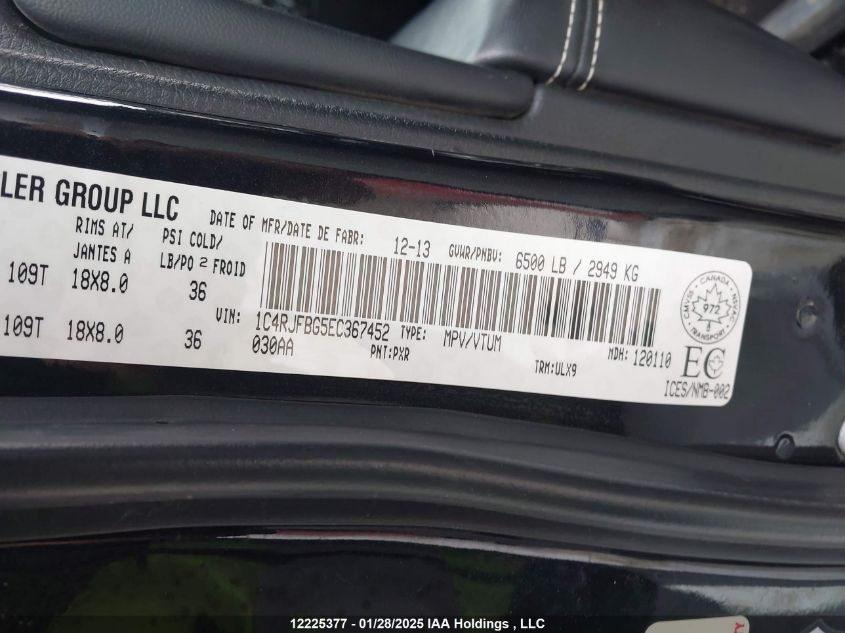 LER GROUP LLC
DATE OF MFR/DATE DE FABR: 12-13 GVWR/PNBV: 6500 LB / 2949 KG
RIMS AT/ PSI COLD/
JANTES A LB/PO 2 FROID
109T 18X8.0 36
109T 18X8.0 36
VIN: 1C4RJFBG5EC367452 TYPE: MPV/VTUM MDH: 120110
030AA PNT:PXR TRM:ULX9
CANADA
CMVSS NSVAC
972
TRANSPORT
EC
ICES/NMB-002
12225377 - 01/28/2025 IAA Holdings , LLC